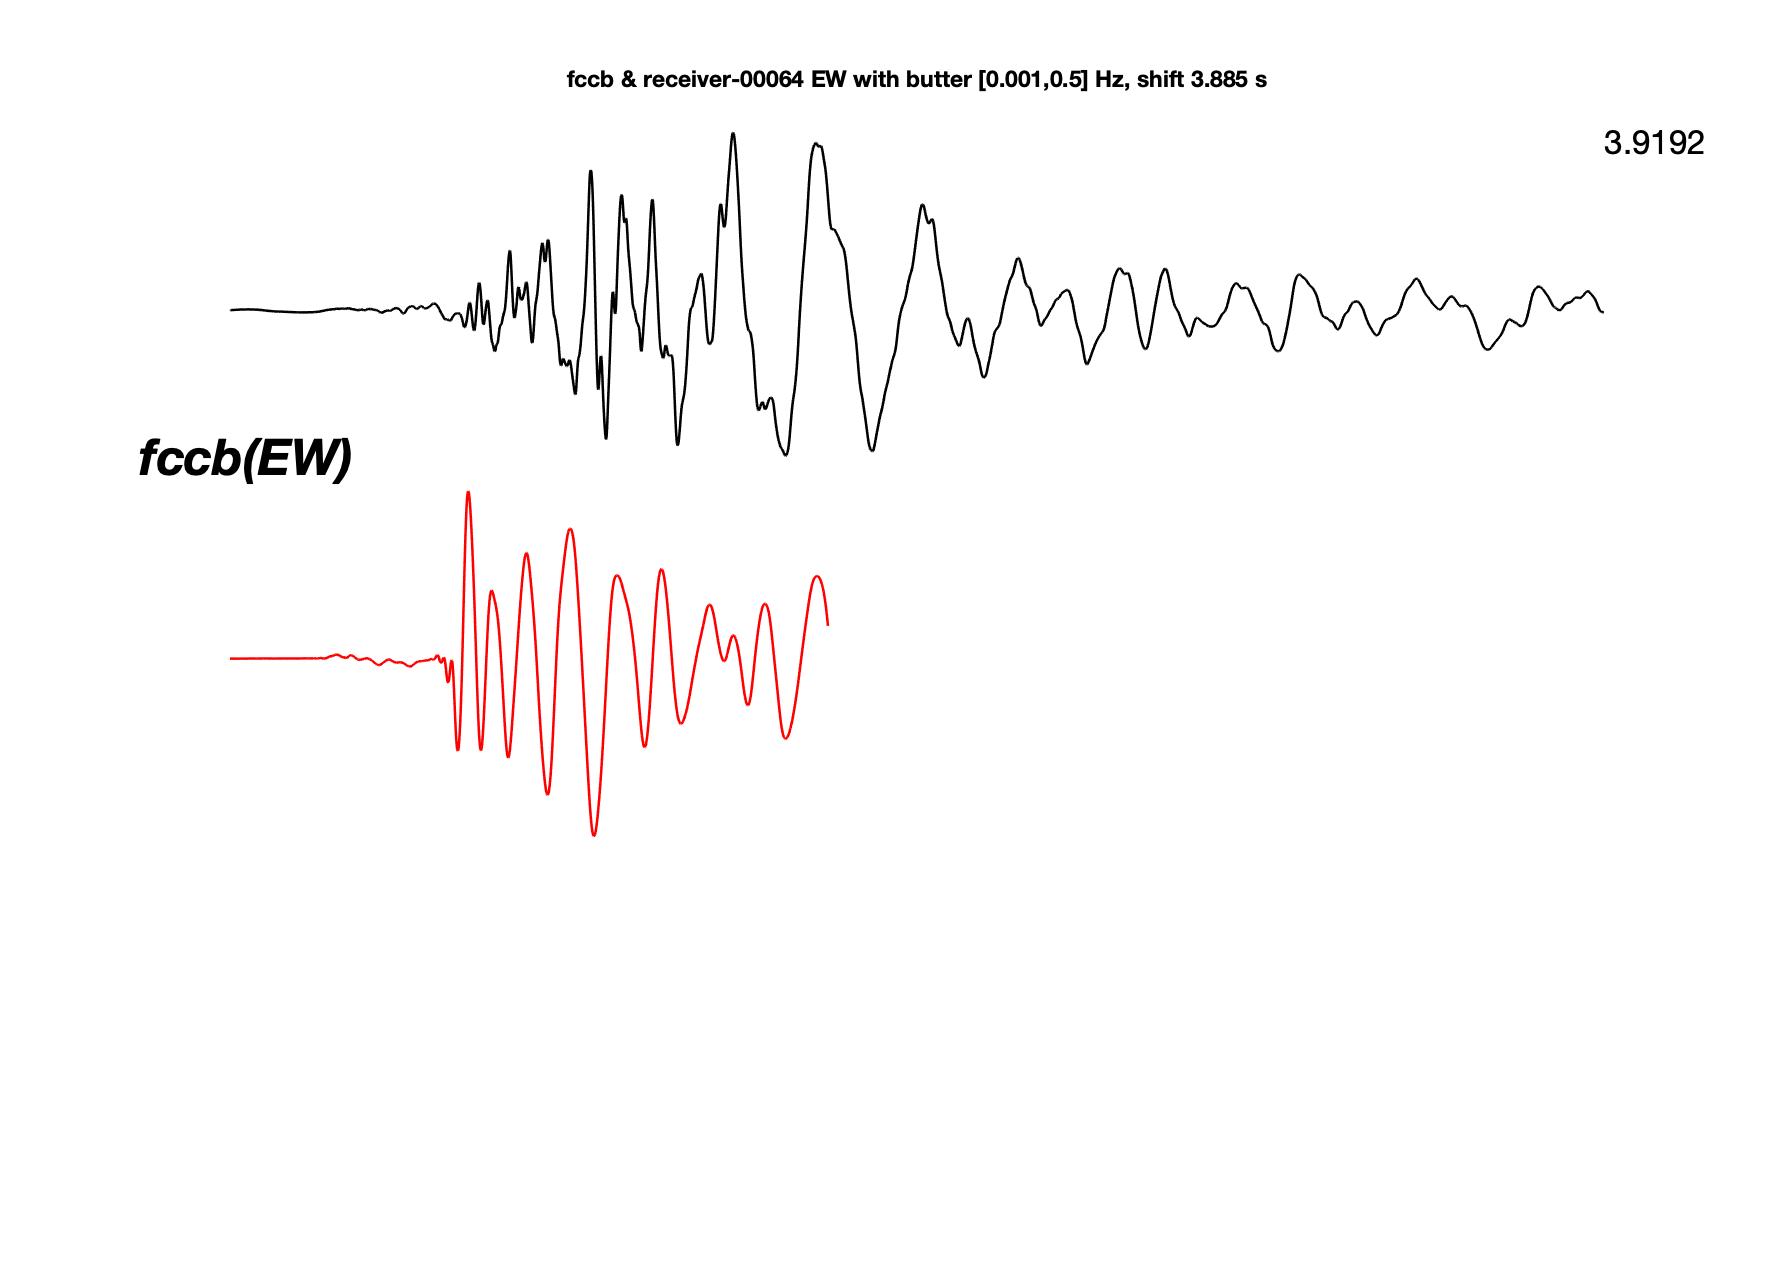 fccb & receiver-00064 EW with butter [0.001,0.5] Hz, shift 3.885 s
3.9192
fccb(EW)